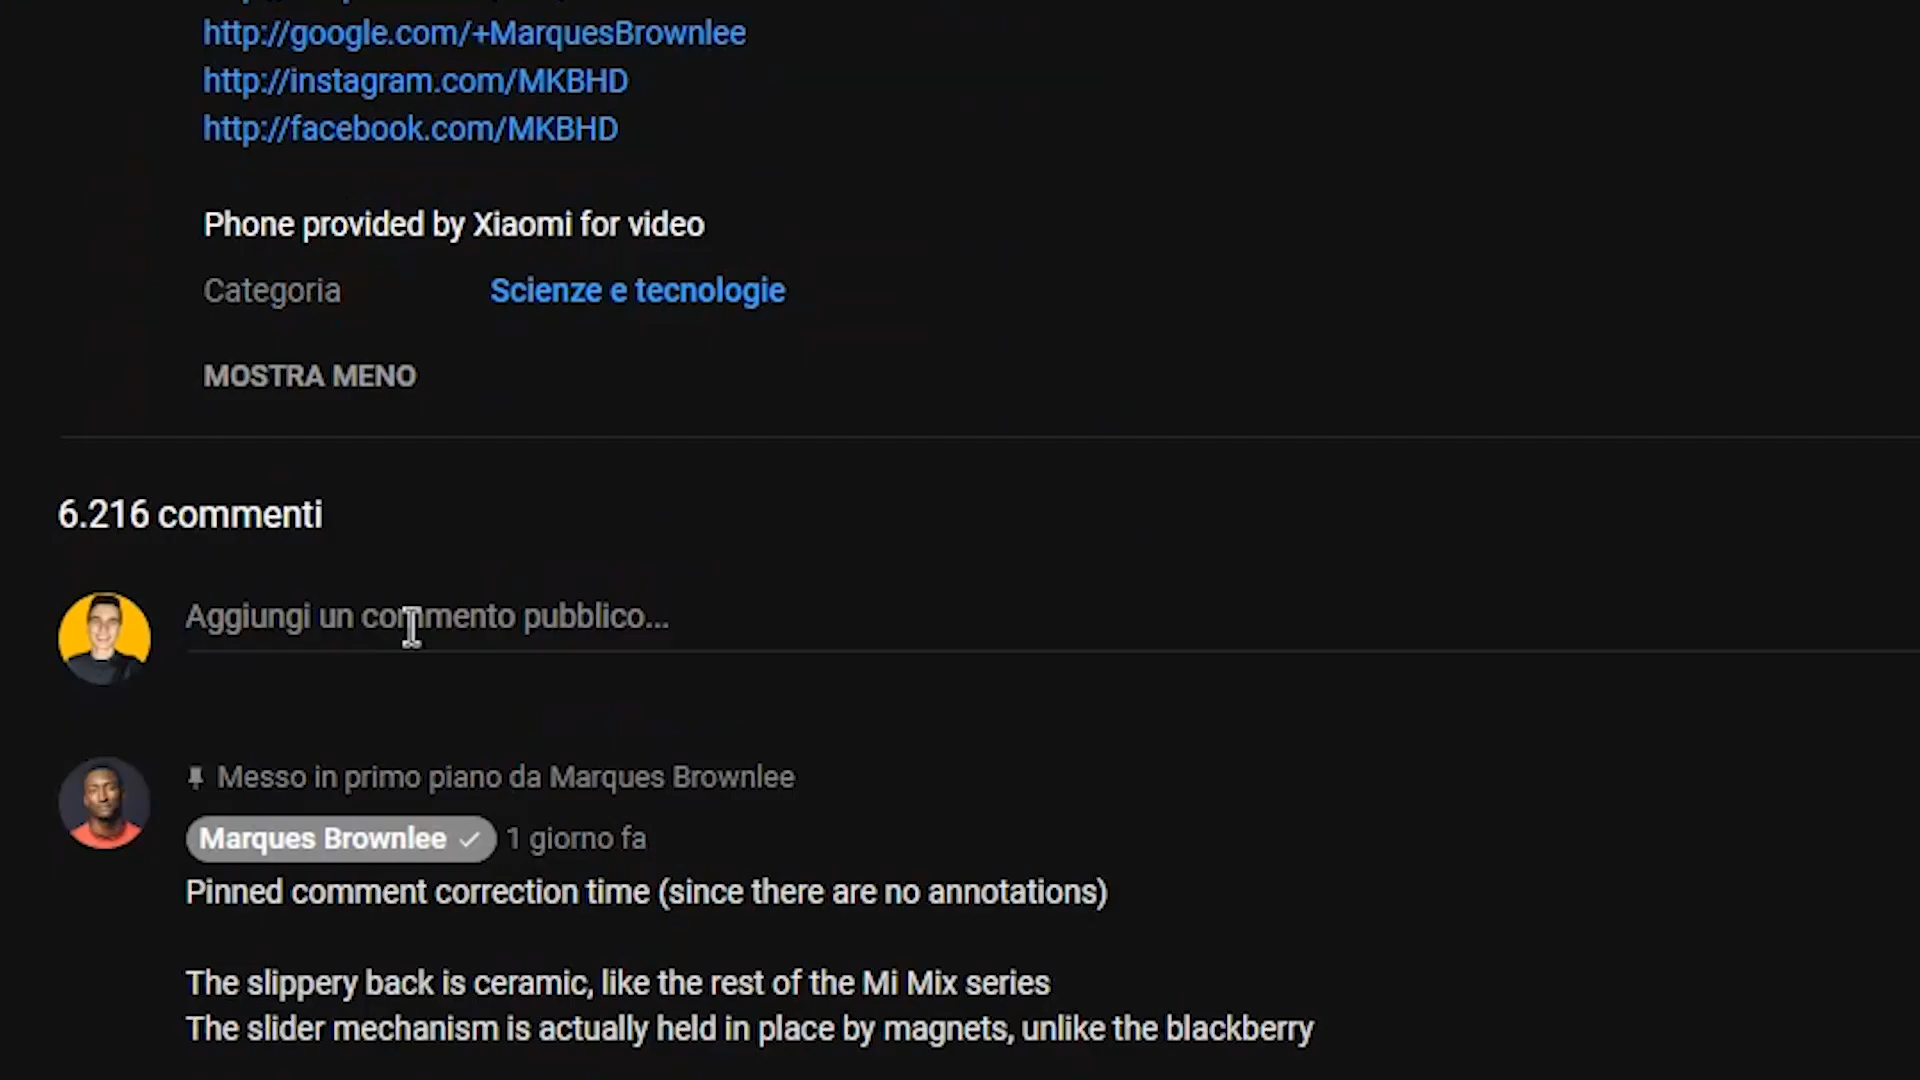 http://google.com/+MarquesBrownlee
http://instagram.com/MKBHD
http://facebook.com/MKBHD
Phone provided by Xiaomi for video
Categoria Scienze e tecnologie
MOSTRA MENO
6.216 commenti
Aggiungi un commento pubblico...
Messo in primo piano da Marques Brownlee
Marques Brownlee 1 giorno fa
Pinned comment correction time (since there are no annotations)
The slippery back is ceramic, like the rest of the Mi Mix series
The slider mechanism is actually held in place by magnets, unlike the blackberry